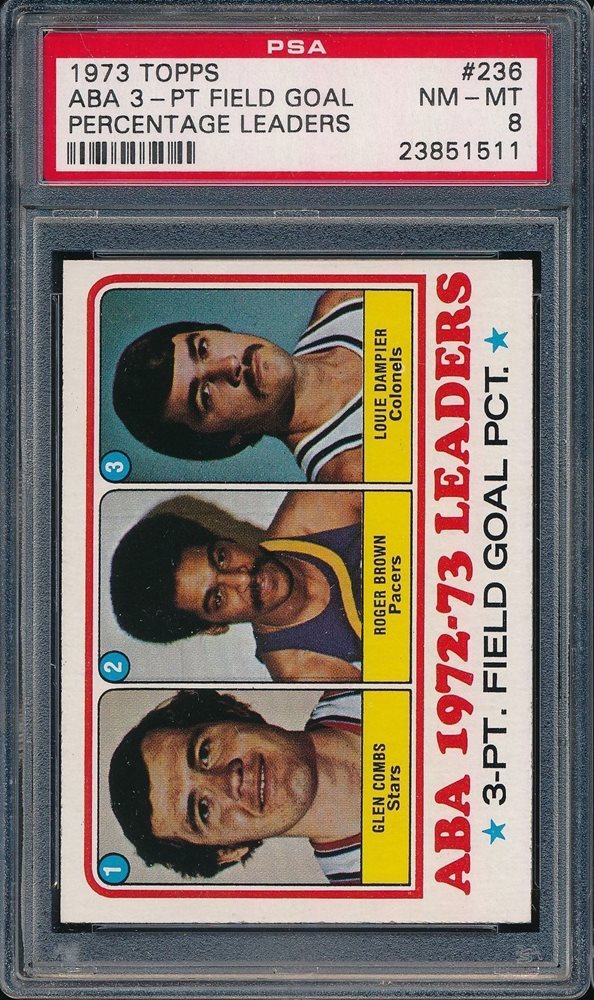 PSA
1973 TOPPS #236
ABA 3-PT FIELD GOAL NM-MT
PERCENTAGE LEADERS 8
23851511
1
GLEN COMBS
Stars
2
ROGER BROWN
Pacers
3
LOUIE DAMPIER
Colonels
ABA 1972-73 LEADERS
3-PT. FIELD GOAL PCT.